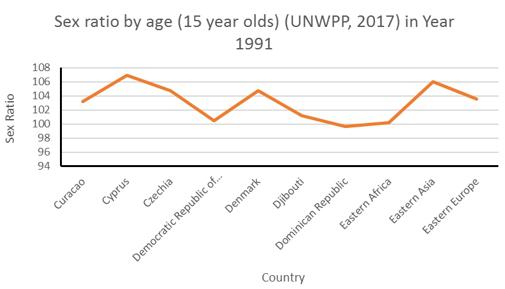 Sex ratio by age (15 year olds) (UNWPP, 2017) in Year
1991
108
106
104
102
100
98
96
94
Sex Ratio
Curacao
Cyprus
Czechia
Democratic Republic of...
Denmark
Djibouti
Dominican Republic
Eastern Africa
Eastern Asia
Eastern Europe
Country